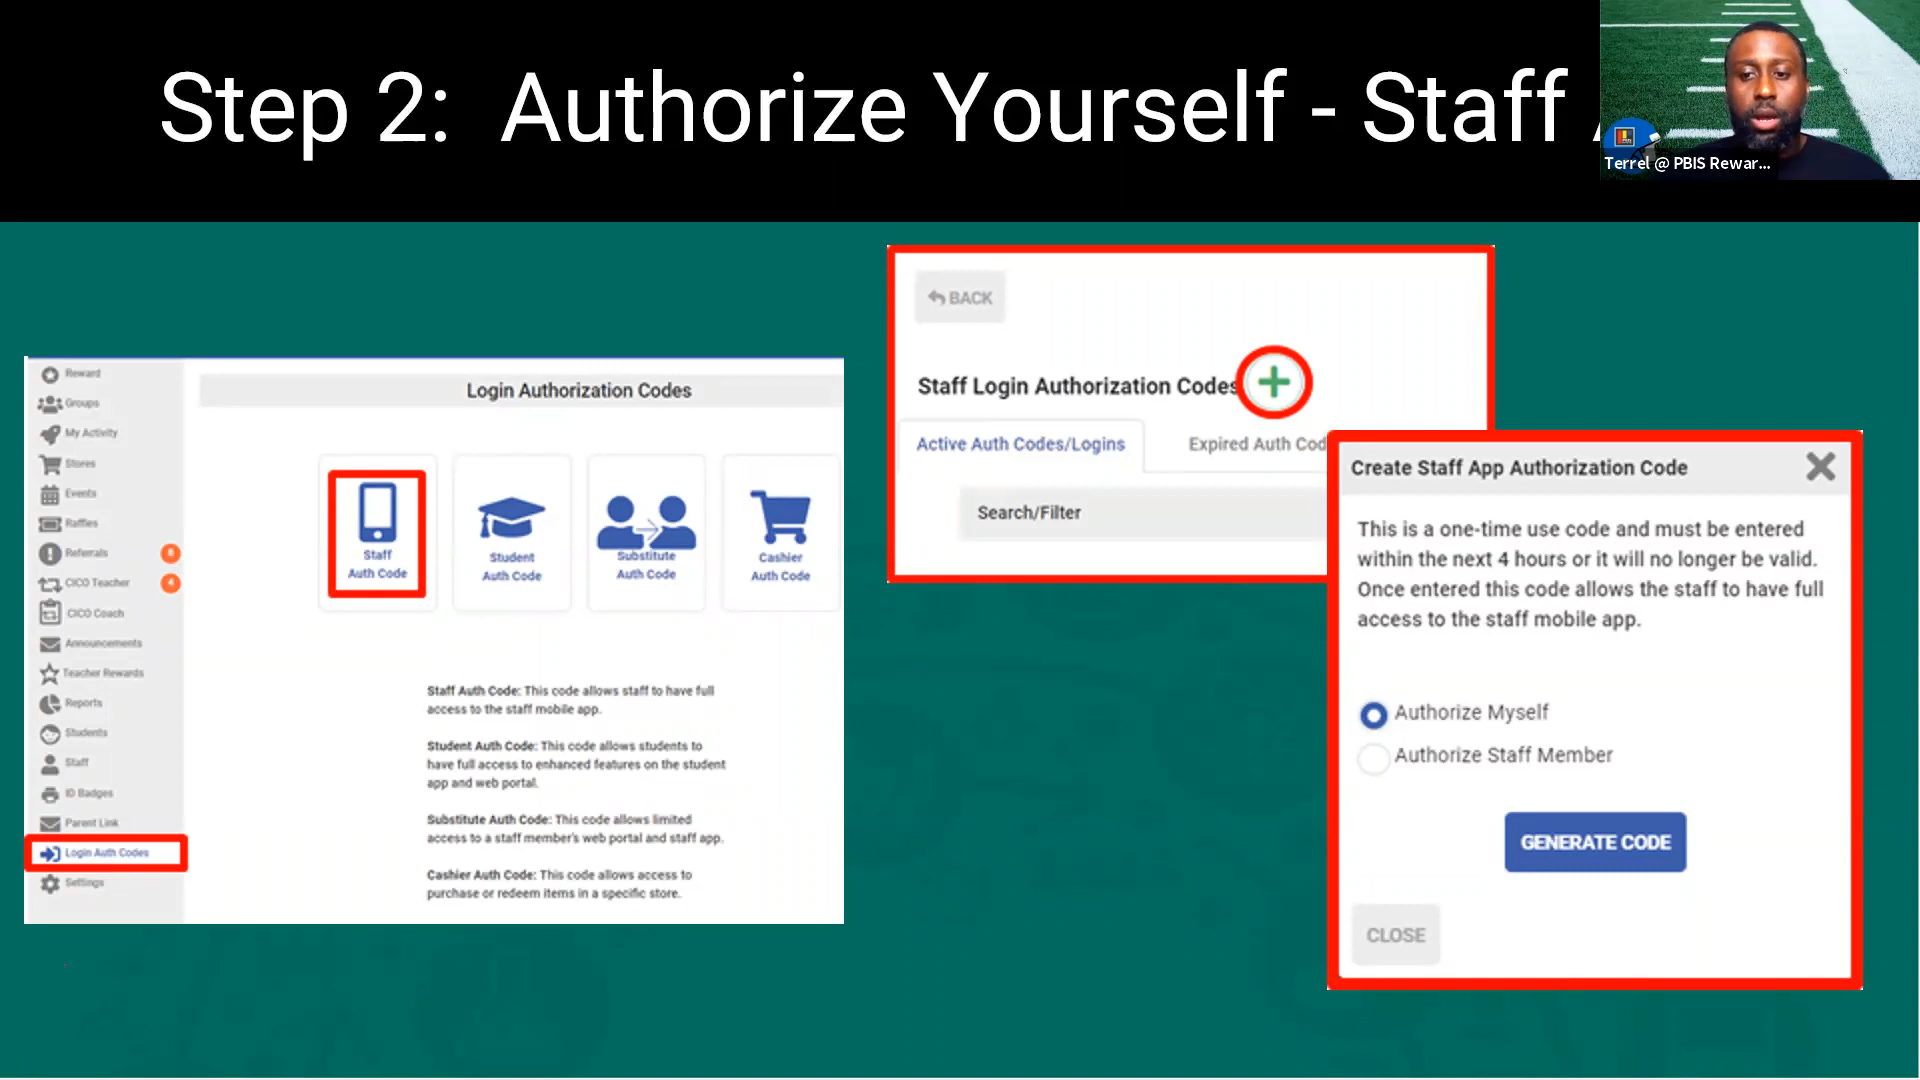 Step 2: Authorize Yourself - Staff
Terrel @ PBIS Rewar...
Reward
Groups
My Activity
Stores
Events
Raffles
Referrals
CICO Teacher 4
CICO Coach
Announcements
Teacher Rewards
Reports
Students
Staff
ID Badges
Parent Link
Login Auth Codes
Settings
Login Authorization Codes
Staff
Auth Code
Student
Auth Code
Substitute
Auth Code
Cashier
Auth Code
Staff Auth Code: This code allows staff to have full
access to the staff mobile app.
Student Auth Code: This code allows students to
have full access to enhanced features on the student
app and web portal.
Substitute Auth Code: This code allows limited
access to a staff member's web portal and staff app.
Cashier Auth Code: This code allows access to
purchase or redeem items in a specific store.
BACK
Staff Login Authorization Codes
Active Auth Codes/Logins
Expired Auth Cod
Search/Filter
Create Staff App Authorization Code
This is a one-time use code and must be entered
within the next 4 hours or it will no longer be valid.
Once entered this code allows the staff to have full
access to the staff mobile app.
Authorize Myself
Authorize Staff Member
GENERATE CODE
CLOSE